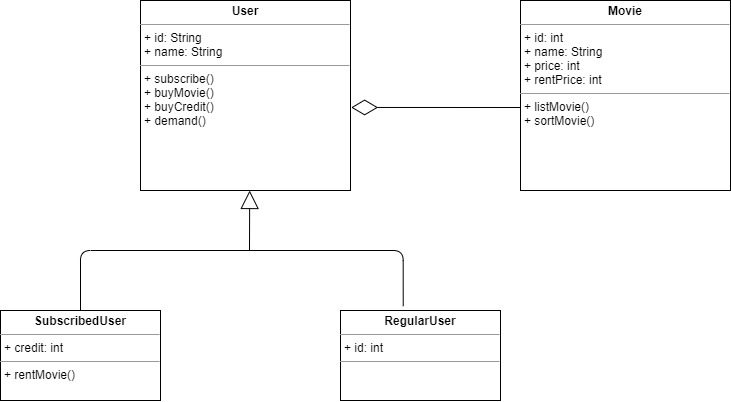 User
+ id: String
+ name: String
+ subscribe()
+ buyMovie()
+ buyCredit()
+ demand()
Movie
+ id: int
+ name: String
+ price: int
+ rentPrice: int
+ listMovie()
+ sortMovie()
SubscribedUser
+ credit: int
+ rentMovie()
RegularUser
+ id: int